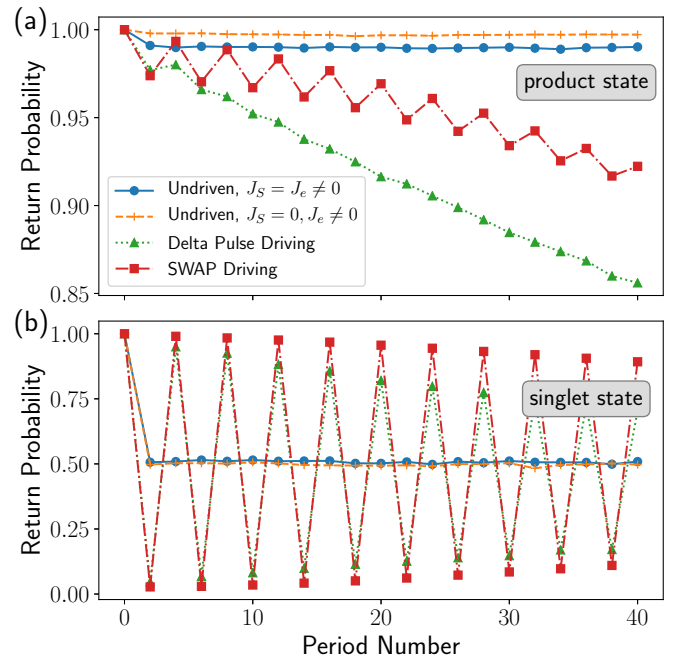 (a)
1.00
0.95
0.90
0.85
Return Probability
product state
Undriven, $J_S = J_e \neq 0$
Undriven, $J_S = 0, J_e \neq 0$
Delta Pulse Driving
SWAP Driving
(b)
1.00
0.75
0.50
0.25
0.00
Return Probability
singlet state
0 10 20 30 40
Period Number